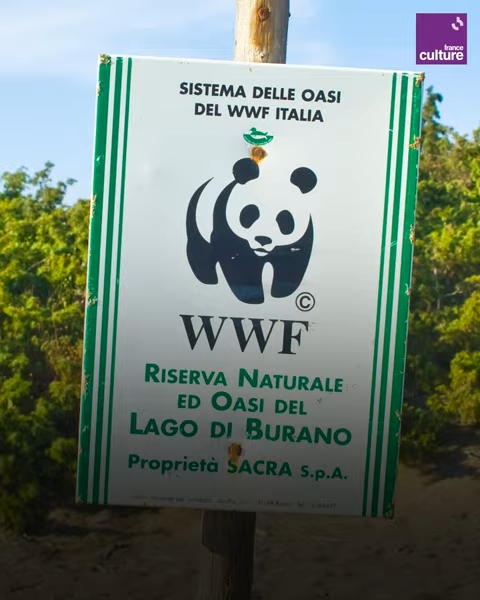 france
culture
SISTEMA DELLE OASI
DEL WWF ITALIA
©
WWF
RISERVA NATURALE
ED OASI DEL
LAGO DI BURANO
Proprietà SACRA S.p.A.